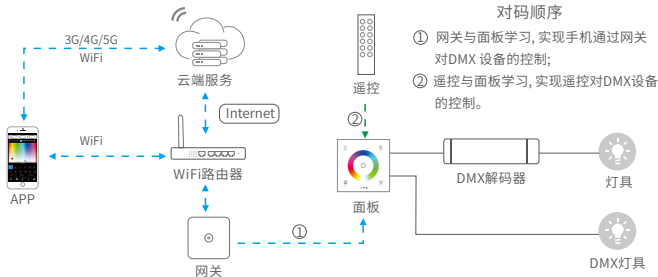 对码顺序
① 网关与面板学习, 实现手机通过网关
对DMX 设备的控制;
② 遥控与面板学习, 实现遥控对DMX设备
的控制。
3G/4G/5G
WiFi
云端服务
Internet
遥控
②
WiFi
APP
WiFi路由器
面板
DMX解码器
灯具
①
网关
DMX灯具